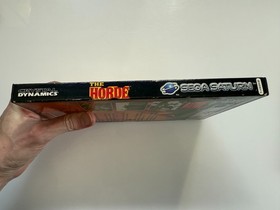 CRYSTAL
DYNAMICS
THE
HORDE
SEGA SATURN